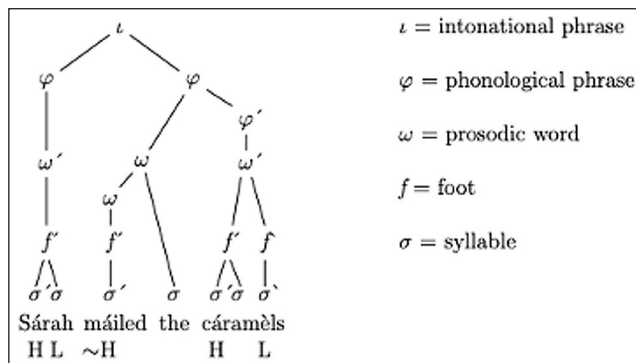 ι
ι = intonational phrase
φ φ
φ = phonological phrase
φ´
ω´ ω ω´
ω = prosodic word
ω
f´ f´ f´ f
f = foot
σ´ σ σ´ σ σ´ σ σ`
σ = syllable
Sárah máiled the cáramèls
H L ~H H L